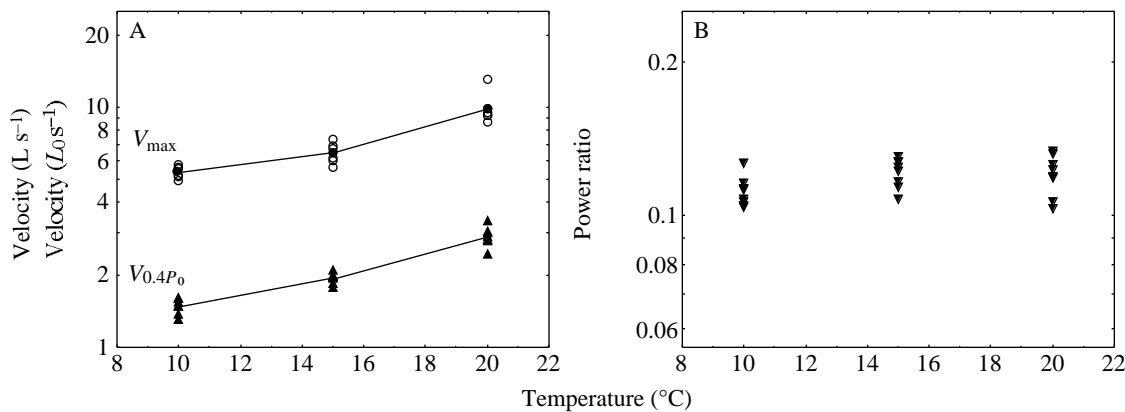 A
20
10
8
6
4
2
1
Velocity (L s⁻¹)
Velocity (L₀s⁻¹)
Vmax
V0.4P₀
8 10 12 14 16 18 20 22
B
0.2
0.1
0.08
0.06
Power ratio
8 10 12 14 16 18 20 22
Temperature (°C)